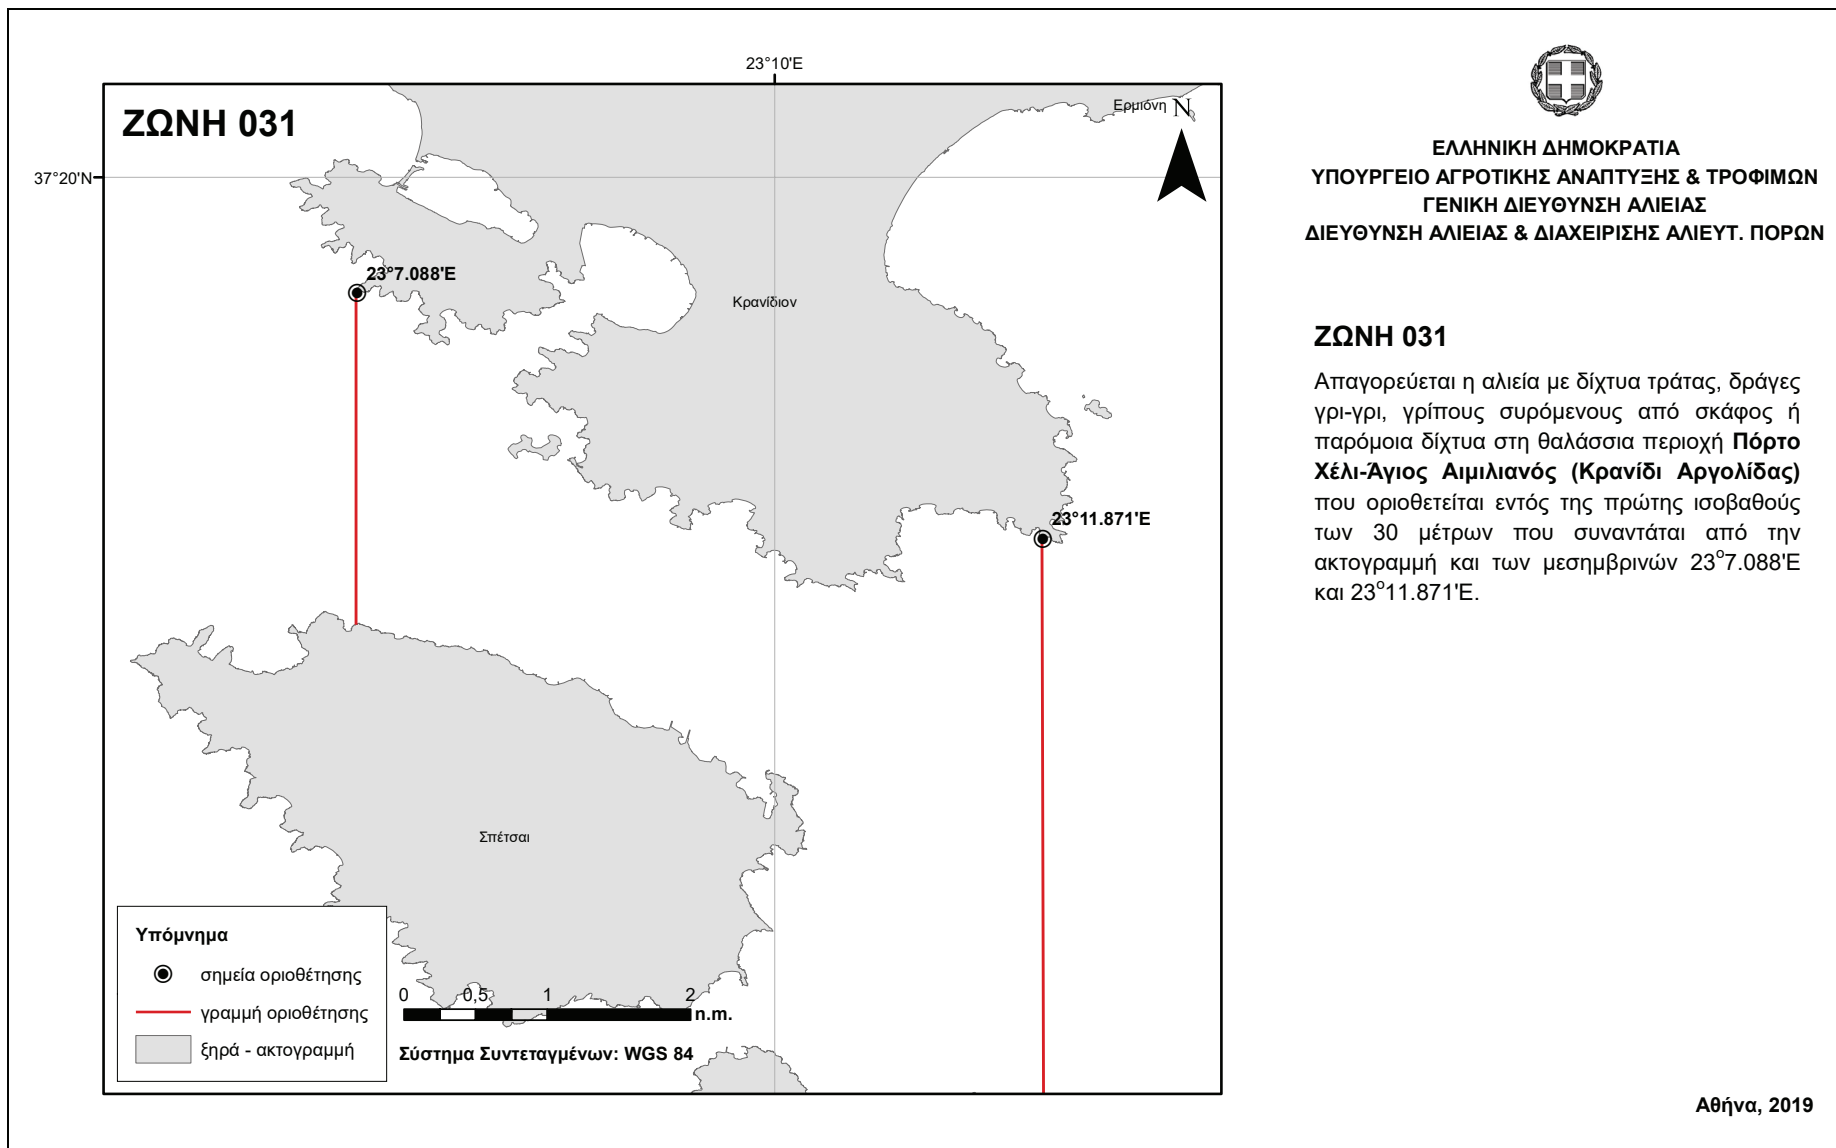 23°10'E
ΖΩΝΗ 031
Ερμιόνη N
37°20'N
23°7.088'E
Κρανίδιον
23°11.871'E
Σπέτσαι
Υπόμνημα
σημεία οριοθέτησης
γραμμή οριοθέτησης
ξηρά - ακτογραμμή
0 0,5 1 2
n.m.
Σύστημα Συντεταγμένων: WGS 84
ΕΛΛΗΝΙΚΗ ΔΗΜΟΚΡΑΤΙΑ
ΥΠΟΥΡΓΕΙΟ ΑΓΡΟΤΙΚΗΣ ΑΝΑΠΤΥΞΗΣ & ΤΡΟΦΙΜΩΝ
ΓΕΝΙΚΗ ΔΙΕΥΘΥΝΣΗ ΑΛΙΕΙΑΣ
ΔΙΕΥΘΥΝΣΗ ΑΛΙΕΙΑΣ & ΔΙΑΧΕΙΡΙΣΗΣ ΑΛΙΕΥΤ. ΠΟΡΩΝ
ΖΩΝΗ 031
Απαγορεύεται η αλιεία με δίχτυα τράτας, δράγες
γρι-γρι, γρίπους συρόμενους από σκάφος ή
παρόμοια δίχτυα στη θαλάσσια περιοχή Πόρτο
Χέλι-Άγιος Αιμιλιανός (Κρανίδι Αργολίδας)
που οριοθετείται εντός της πρώτης ισοβαθούς
των 30 μέτρων που συναντάται από την
ακτογραμμή και των μεσημβρινών 23°7.088'E
και 23°11.871'E.
Αθήνα, 2019